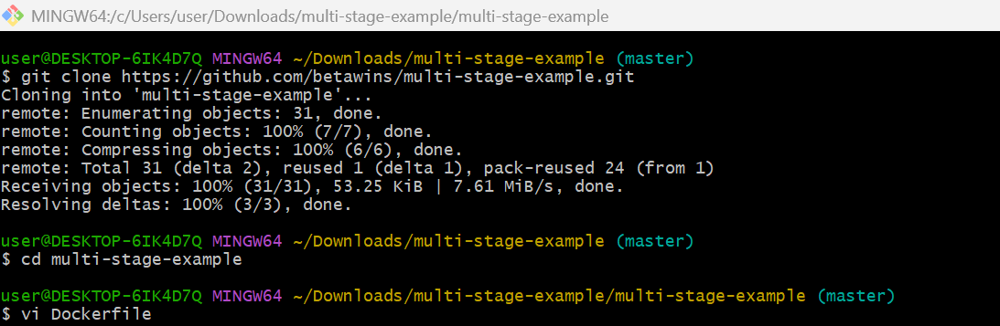 MINGW64:/c/Users/user/Downloads/multi-stage-example/multi-stage-example
user@DESKTOP-6IK4D7Q MINGW64 ~/Downloads/multi-stage-example (master)
$ git clone https://github.com/betawins/multi-stage-example.git
Cloning into 'multi-stage-example'...
remote: Enumerating objects: 31, done.
remote: Counting objects: 100% (7/7), done.
remote: Compressing objects: 100% (6/6), done.
remote: Total 31 (delta 2), reused 1 (delta 1), pack-reused 24 (from 1)
Receiving objects: 100% (31/31), 53.25 KiB | 7.61 MiB/s, done.
Resolving deltas: 100% (3/3), done.
user@DESKTOP-6IK4D7Q MINGW64 ~/Downloads/multi-stage-example (master)
$ cd multi-stage-example
user@DESKTOP-6IK4D7Q MINGW64 ~/Downloads/multi-stage-example/multi-stage-example (master)
$ vi Dockerfile